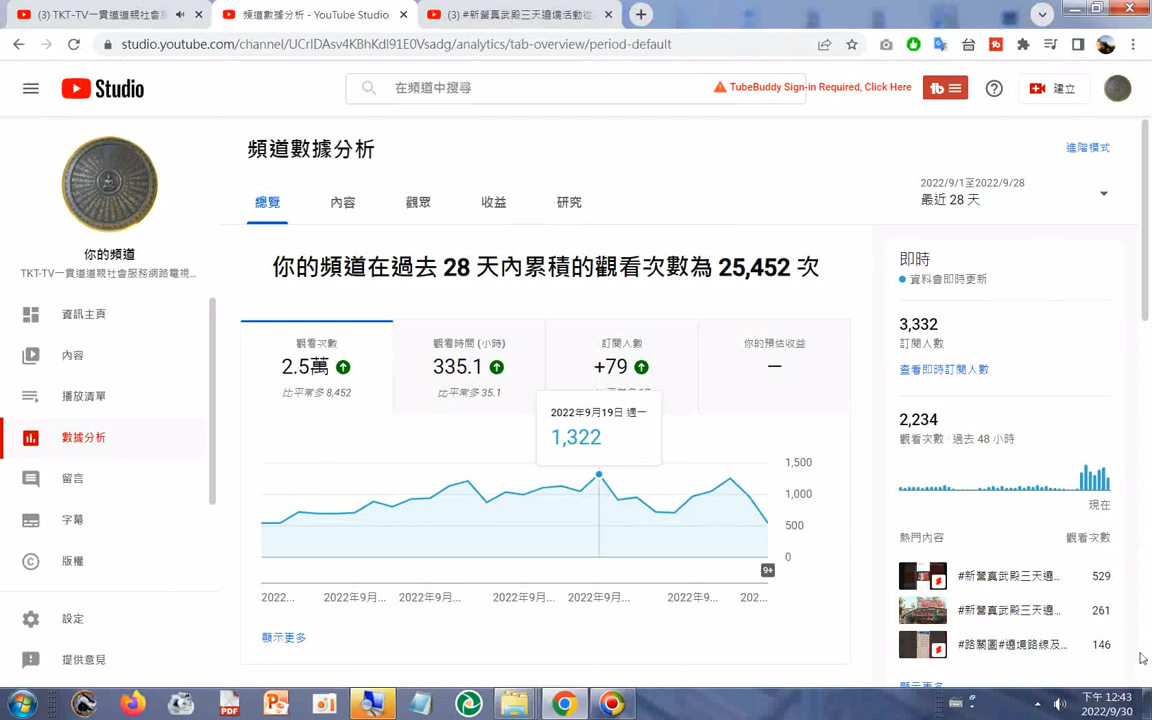 (3) TKT-TV一貫道道親社會服
頻道數據分析 - YouTube Studio
(3) #新營真武殿三天遶境活動從
studio.youtube.com/channel/UCrlDAsv4KBhKdl91E0Vsadg/analytics/tab-overview/period-default
Studio
在頻道中搜尋
TubeBuddy Sign-in Required, Click Here
建立
你的頻道
TKT-TV一貫道道親社會服務網路電視...
資訊主頁
內容
播放清單
數據分析
留言
字幕
版權
設定
提供意見
頻道數據分析
進階模式
總覽
內容
觀眾
收益
研究
2022/9/1至2022/9/28
最近 28 天
你的頻道在過去 28 天內累積的觀看次數為 25,452 次
觀看次數
2.5萬
比平常多 8,452
觀看時間 (小時)
335.1
比平常多 35.1
訂閱人數
+79
你的預估收益
—
2022年9月19日 週一
1,322
1,500
1,000
500
0
9+
2022...
2022年9月...
2022年9月...
2022年9月...
2022年9月...
2022年9...
202...
顯示更多
即時
資料會即時更新
3,332
訂閱人數
查看即時訂閱人數
2,234
觀看次數 · 過去 48 小時
現在
熱門內容
觀看次數
#新營真武殿三天遶...
529
#新營真武殿三天遶...
261
#路關圖#遶境路線及...
146
顯示更多
PDF
下午 12:43
2022/9/30